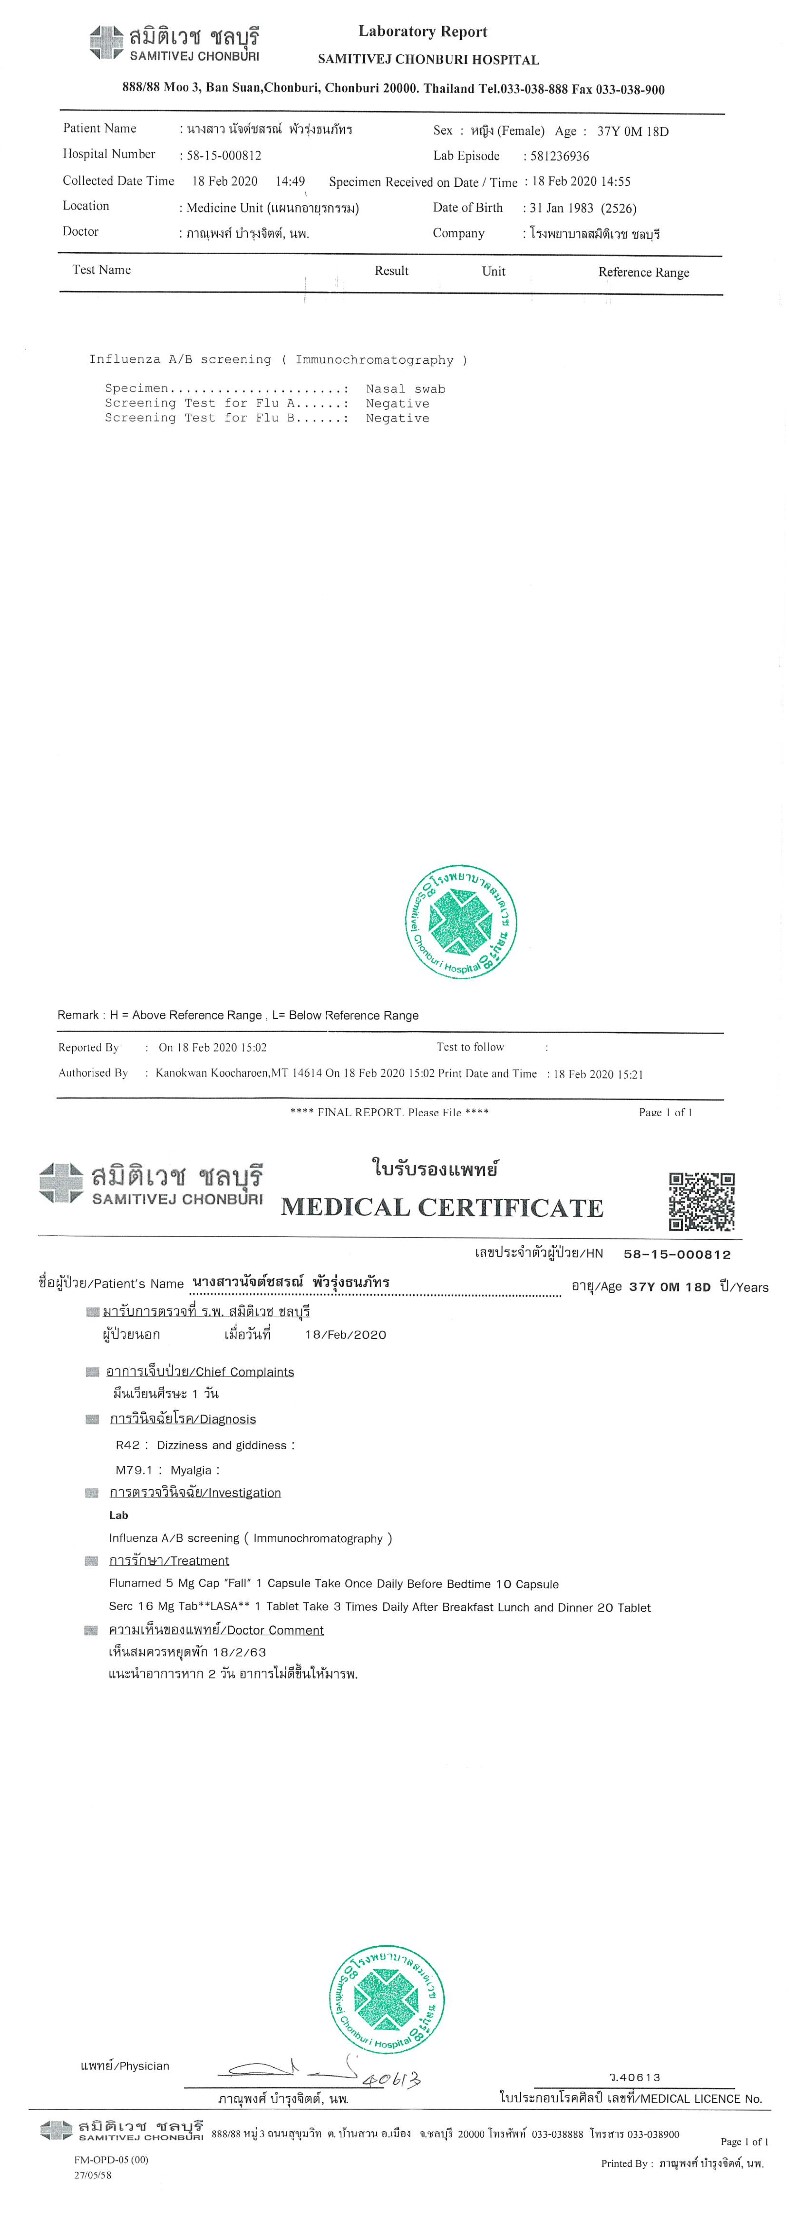 สมิติเวช ชลบุรี
SAMITIVEJ CHONBURI
Laboratory Report
SAMITIVEJ CHONBURI HOSPITAL
888/88 Moo 3, Ban Suan,Chonburi, Chonburi 20000. Thailand Tel.033-038-888 Fax 033-038-900
Patient Name : นางสาว นัจต์ชสรณ์ พัวรุ่งธนภัทร Sex : หญิง (Female) Age : 37Y 0M 18D
Hospital Number : 58-15-000812 Lab Episode : 581236936
Collected Date Time 18 Feb 2020 14:49 Specimen Received on Date / Time : 18 Feb 2020 14:55
Location : Medicine Unit (แผนกอายุรกรรม) Date of Birth : 31 Jan 1983 (2526)
Doctor : ภาณุพงศ์ บำรุงจิตต์, นพ. Company : โรงพยาบาลสมิติเวช ชลบุรี
Test Name Result Unit Reference Range
Influenza A/B screening ( Immunochromatography )
Specimen......................: Nasal swab
Screening Test for Flu A......: Negative
Screening Test for Flu B......: Negative
โรงพยาบาลสมิติเวช ชลบุรี
Samitivej Chonburi Hospital
Remark : H = Above Reference Range , L= Below Reference Range
Reported By : On 18 Feb 2020 15:02 Test to follow :
Authorised By : Kanokwan Koocharoen,MT 14614 On 18 Feb 2020 15:02 Print Date and Time : 18 Feb 2020 15:21
**** FINAL REPORT. Please File **** Page 1 of 1
สมิติเวช ชลบุรี
SAMITIVEJ CHONBURI
ใบรับรองแพทย์
MEDICAL CERTIFICATE
เลขประจำตัวผู้ป่วย/HN 58-15-000812
ชื่อผู้ป่วย/Patient's Name นางสาวนัจต์ชสรณ์ พัวรุ่งธนภัทร อายุ/Age 37Y 0M 18D ปี/Years
มารับการตรวจที่ ร.พ. สมิติเวช ชลบุรี
ผู้ป่วยนอก เมื่อวันที่ 18/Feb/2020
อาการเจ็บป่วย/Chief Complaints
มึนเวียนศีรษะ 1 วัน
การวินิจฉัยโรค/Diagnosis
R42 : Dizziness and giddiness :
M79.1 : Myalgia :
การตรวจวินิจฉัย/Investigation
Lab
Influenza A/B screening ( Immunochromatography )
การรักษา/Treatment
Flunamed 5 Mg Cap "Fall" 1 Capsule Take Once Daily Before Bedtime 10 Capsule
Serc 16 Mg Tab**LASA** 1 Tablet Take 3 Times Daily After Breakfast Lunch and Dinner 20 Tablet
ความเห็นของแพทย์/Doctor Comment
เห็นสมควรหยุดพัก 18/2/63
แนะนำอาการหาก 2 วัน อาการไม่ดีขึ้นให้มารพ.
โรงพยาบาลสมิติเวช ชลบุรี
Samitivej Chonburi Hospital
แพทย์/Physician 40613 ว.40613
ภาณุพงศ์ บำรุงจิตต์, นพ. ใบประกอบโรคศิลป์ เลขที่/MEDICAL LICENCE No.
สมิติเวช ชลบุรี
SAMITIVEJ CHONBURI
888/88 หมู่ 3 ถนนสุขุมวิท ต. บ้านสวน อ.เมือง จ.ชลบุรี 20000 โทรศัพท์ 033-038888 โทรสาร 033-038900
Page 1 of 1
FM-OPD-05 (00) Printed By : ภาณุพงศ์ บำรุงจิตต์, นพ.
27/05/58